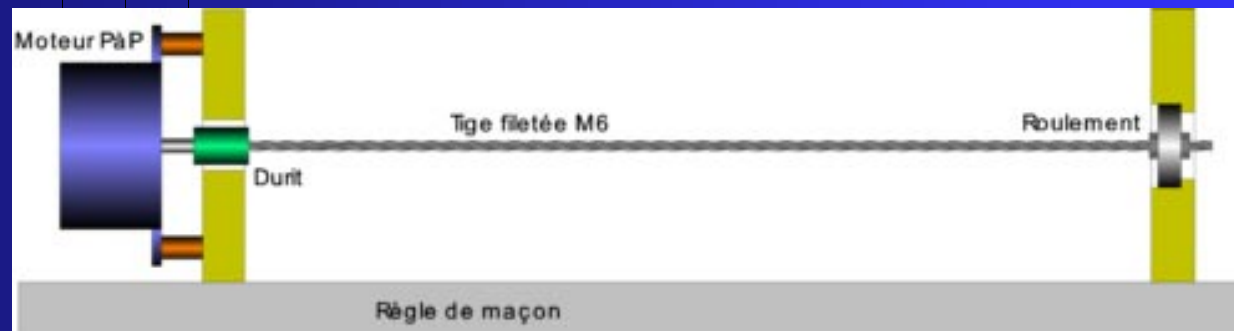 Moteur PàP
Tige filetée M6
Roulement
Durit
Règle de maçon